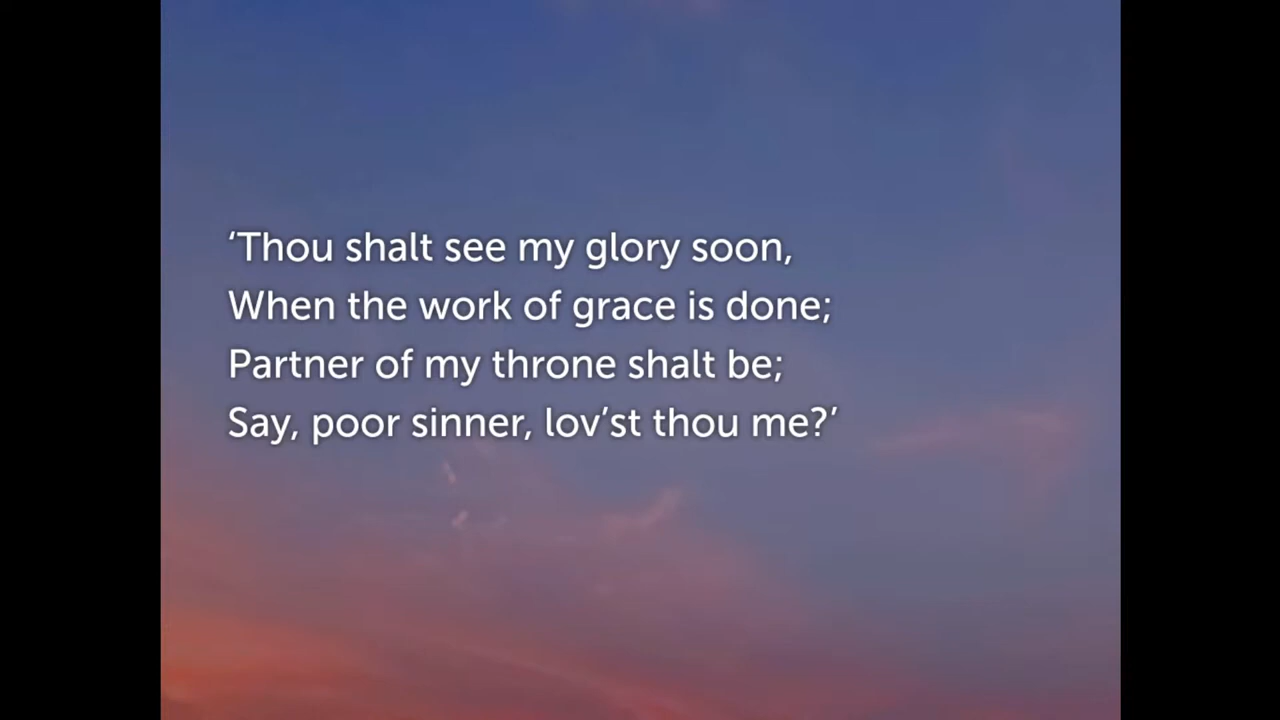 ‘Thou shalt see my glory soon,
When the work of grace is done;
Partner of my throne shalt be;
Say, poor sinner, lov’st thou me?’